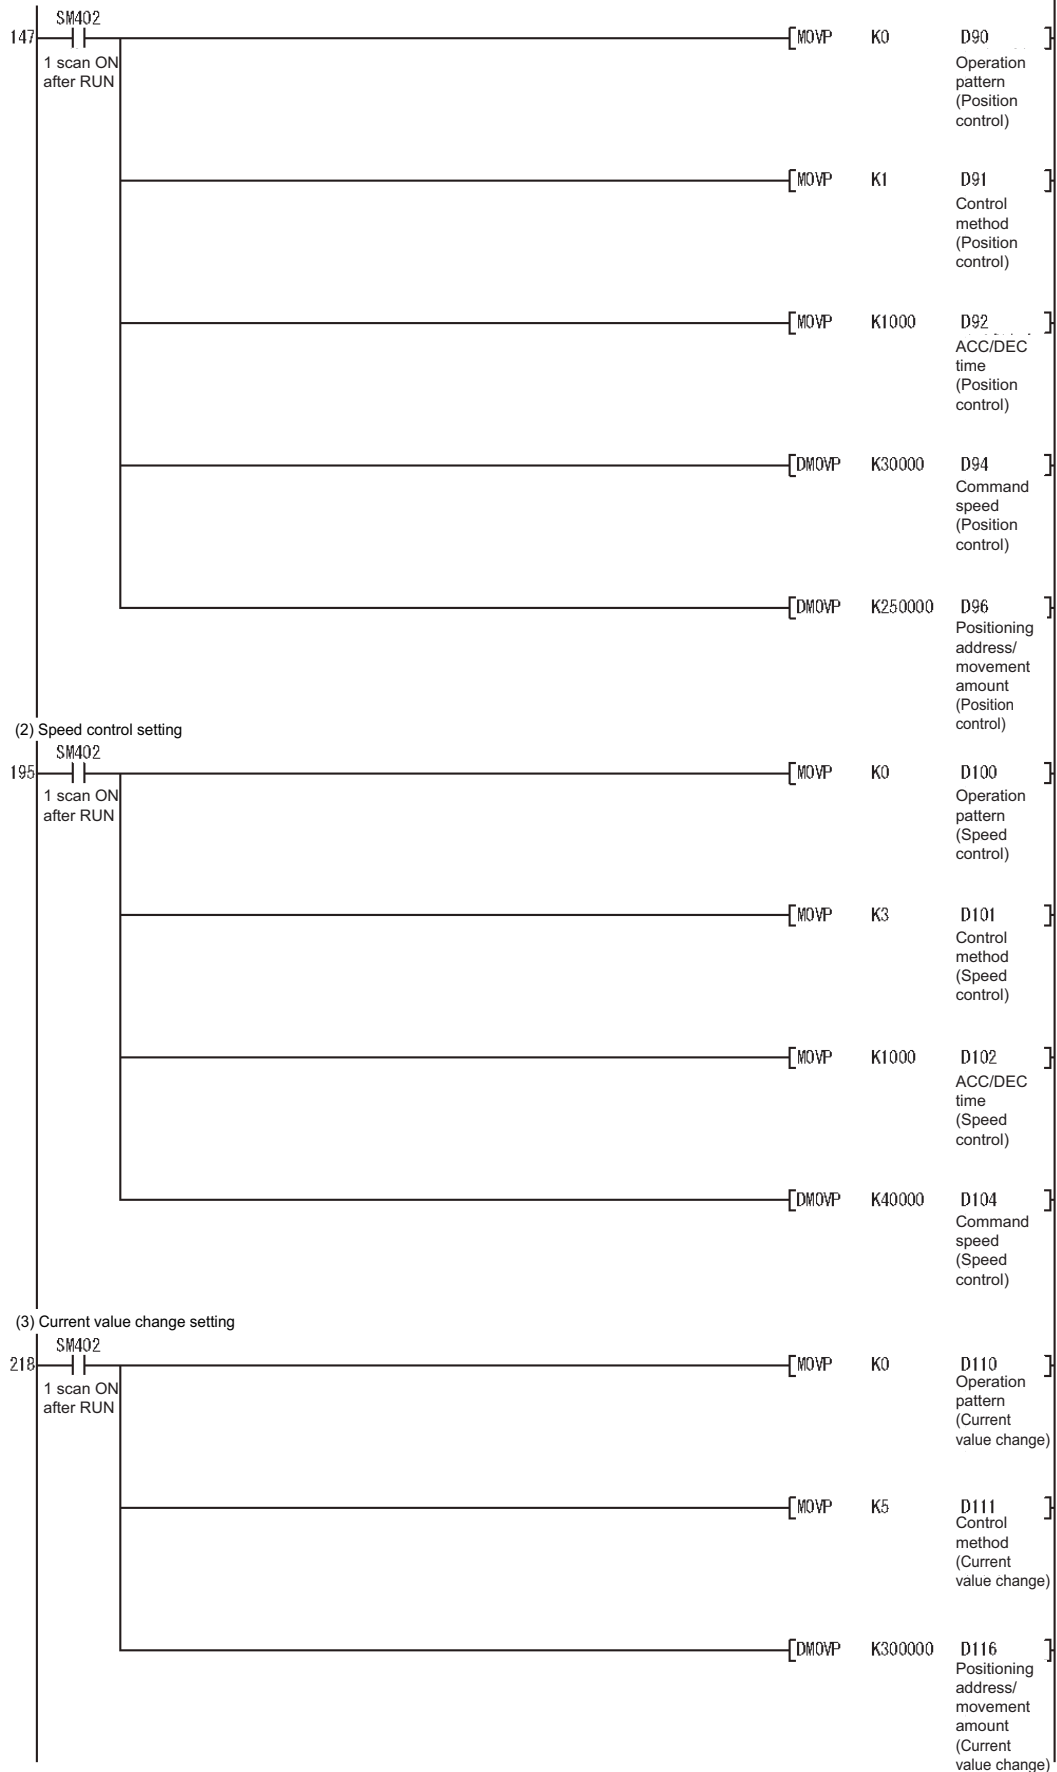 SM402
147
[MOVP K0 D90 ]
1 scan ON
after RUN
Operation
pattern
(Position
control)
[MOVP K1 D91 ]
Control
method
(Position
control)
[MOVP K1000 D92 ]
ACC/DEC
time
(Position
control)
[DMOVP K30000 D94 ]
Command
speed
(Position
control)
[DMOVP K250000 D96 ]
Positioning
address/
movement
amount
(Position
control)
(2) Speed control setting
SM402
195
[MOVP K0 D100 ]
1 scan ON
after RUN
Operation
pattern
(Speed
control)
[MOVP K3 D101 ]
Control
method
(Speed
control)
[MOVP K1000 D102 ]
ACC/DEC
time
(Speed
control)
[DMOVP K40000 D104 ]
Command
speed
(Speed
control)
(3) Current value change setting
SM402
218
[MOVP K0 D110 ]
1 scan ON
after RUN
Operation
pattern
(Current
value change)
[MOVP K5 D111 ]
Control
method
(Current
value change)
[DMOVP K300000 D116 ]
Positioning
address/
movement
amount
(Current
value change)